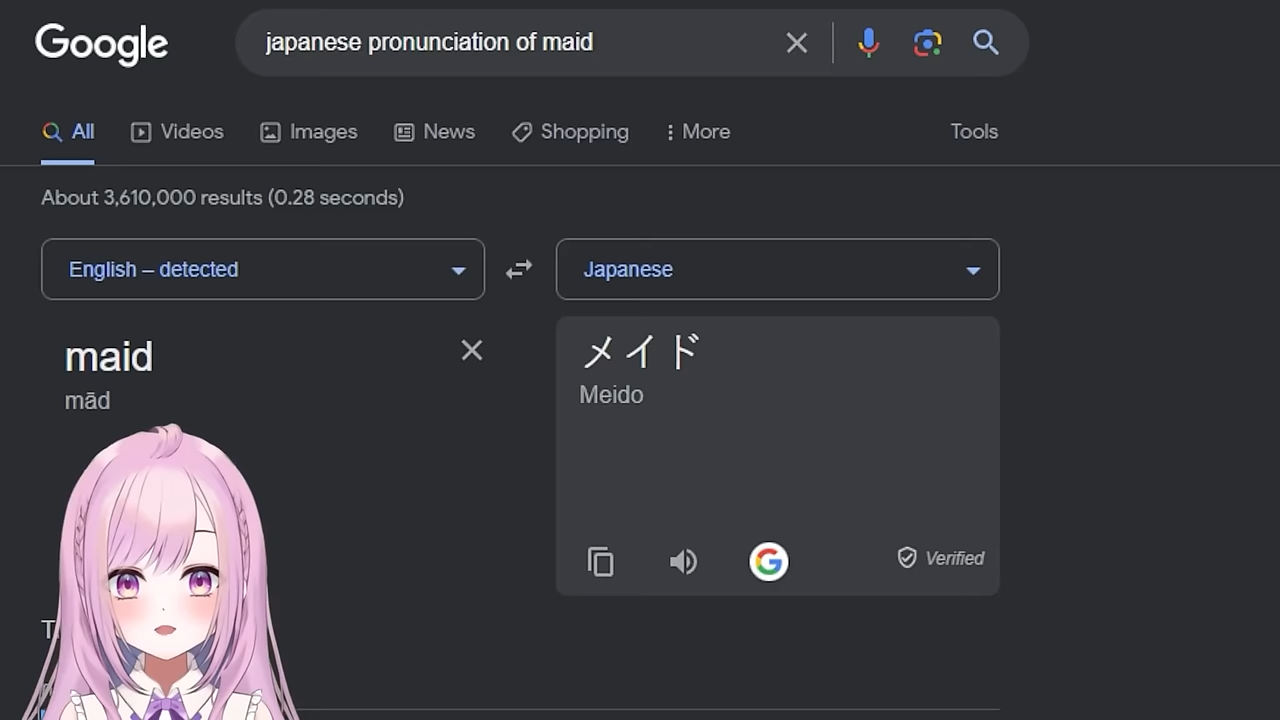 Google
japanese pronunciation of maid
All Videos Images News Shopping More Tools
About 3,610,000 results (0.28 seconds)
English – detected Japanese
maid
mād
メイド
Meido
Verified